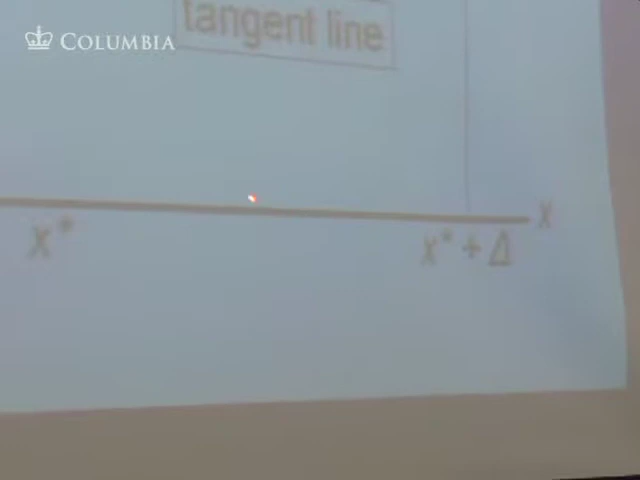 COLUMBIA
tangent line
x
x* x* + Δ